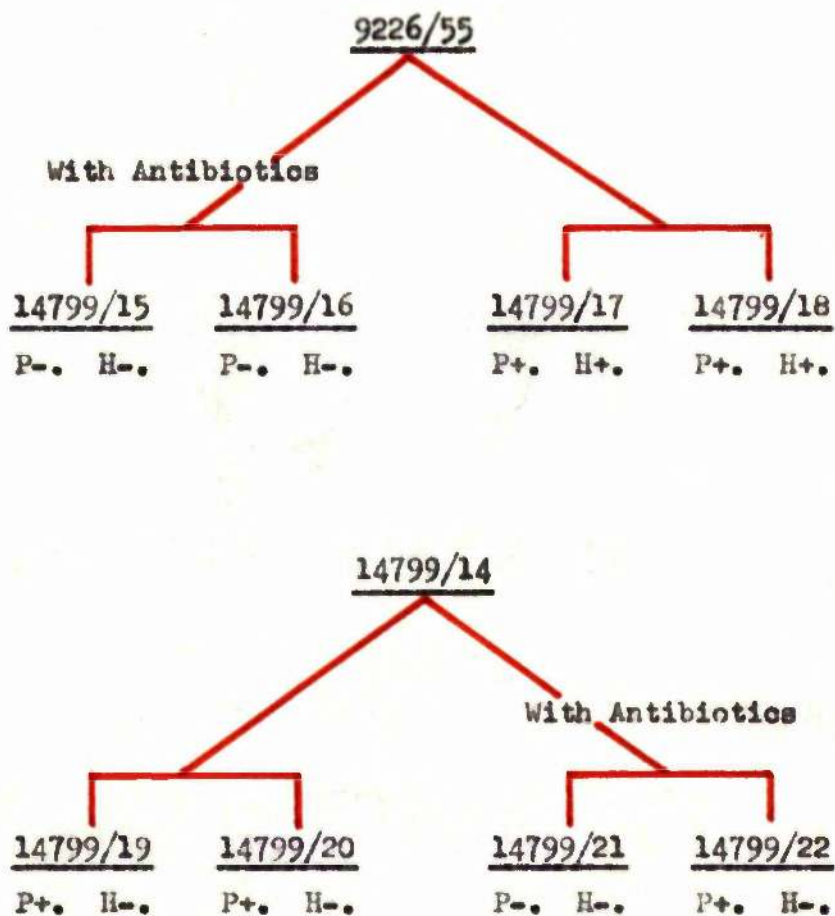 9226/55
With Antibiotics
14799/15 14799/16 14799/17 14799/18
P-. H-. P-. H-. P+. H+. P+. H+.
14799/14
With Antibiotics
14799/19 14799/20 14799/21 14799/22
P+. H-. P+. H-. P-. H-. P+. H-.